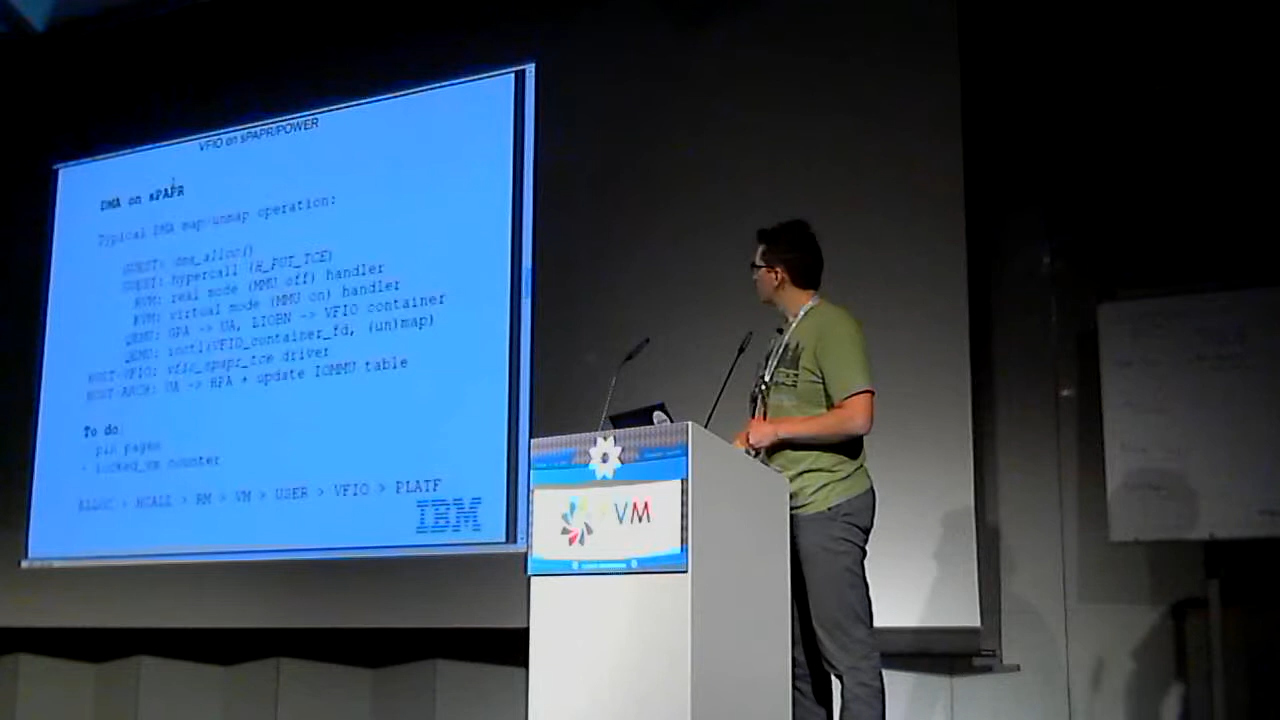 VFIO on sPAPR/POWER
DMA on sPAPR
Typical DMA map/unmap operation:
GUEST: dma_alloc()
GUEST: hypercall (H_PUT_TCE)
KVM: real mode (MMU off) handler
KVM: virtual mode (MMU on) handler
QEMU: GPA -> UA, LIOBN -> VFIO container
QEMU: ioctl(VFIO_container_fd, (un)map)
HOST-VFIO: vfio_spapr_tce driver
HOST-ARCH: UA -> HPA + update IOMMU table
To do:
pin pages
- locked_vm counter
ALLOC > HCALL > RM > VM > USER > VFIO > PLATF
IBM
VM